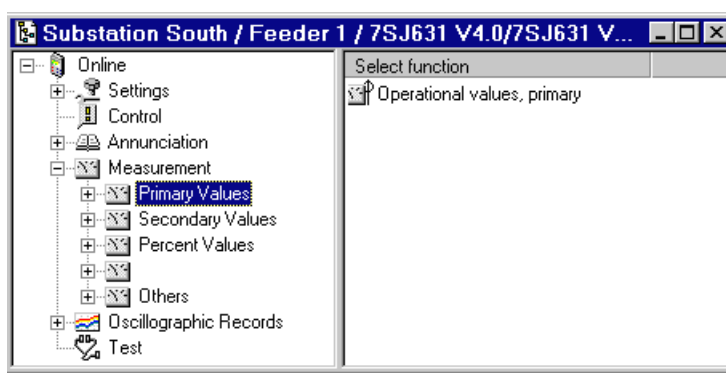 Substation South / Feeder 1 / 7SJ631 V4.0/7SJ631 V...
Online
Settings
Control
Annunciation
Measurement
Primary Values
Secondary Values
Percent Values
Others
Oscillographic Records
Test
Select function
Operational values, primary